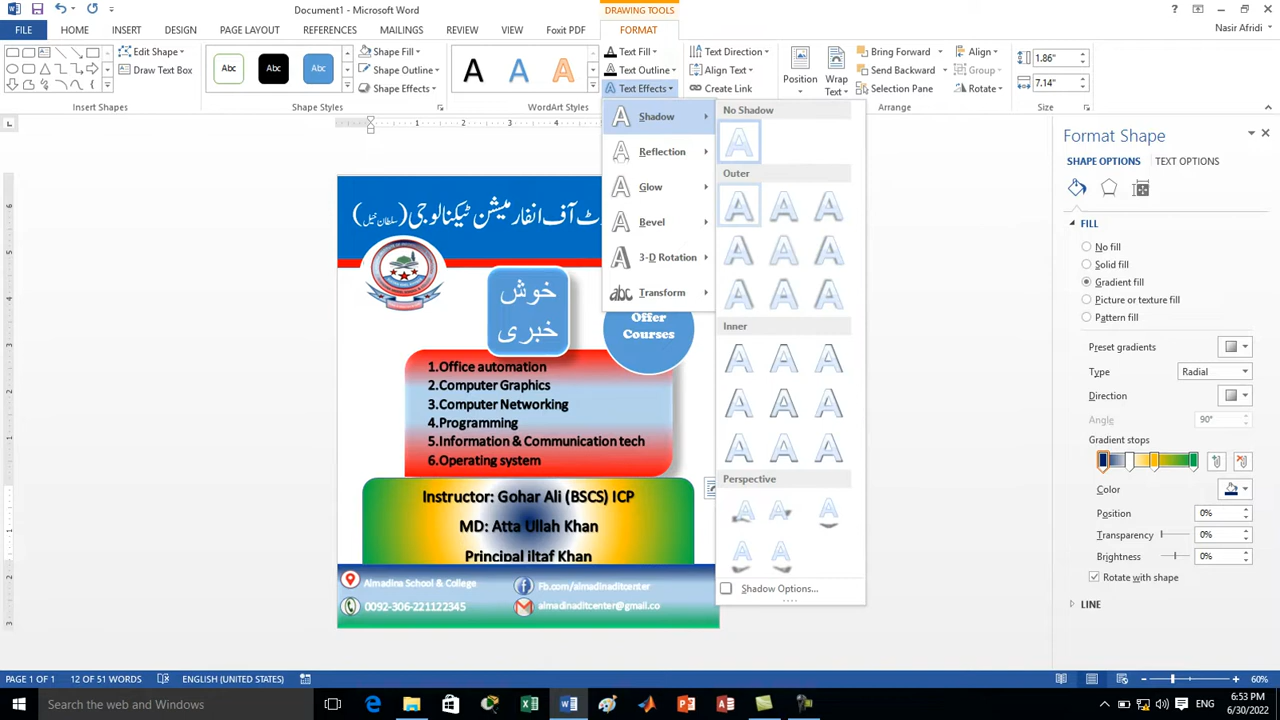 Document1 - Microsoft Word
DRAWING TOOLS
FILE
HOME
INSERT
DESIGN
PAGE LAYOUT
REFERENCES
MAILINGS
REVIEW
VIEW
Foxit PDF
FORMAT
Nasir Afridi
Edit Shape
Draw Text Box
Insert Shapes
Abc
Abc
Abc
Shape Fill
Shape Outline
Shape Effects
Shape Styles
A
A
A
WordArt Styles
Text Fill
Text Outline
Text Effects
Text Direction
Align Text
Create Link
Position
Wrap
Text
Bring Forward
Send Backward
Selection Pane
Align
Group
Rotate
Arrange
1.86"
7.14"
Size
Shadow
Reflection
Glow
Bevel
3-D Rotation
Transform
No Shadow
Outer
Inner
Perspective
Shadow Options...
ٹ آف انفارمیشن ٹیکنالوجی (سلطان خیل)
خوش
خبری
Offer
Courses
1.Office automation
2.Computer Graphics
3.Computer Networking
4.Programming
5.Information & Communication tech
6.Operating system
Instructor: Gohar Ali (BSCS) ICP
MD: Atta Ullah Khan
Principal iltaf Khan
Almadina School & College
Fb.com/almadinaditcenter
0092-306-221122345
almadinaditcenter@gmail.co
Format Shape
SHAPE OPTIONS
TEXT OPTIONS
FILL
No fill
Solid fill
Gradient fill
Picture or texture fill
Pattern fill
Preset gradients
Type
Radial
Direction
Angle
90°
Gradient stops
Color
Position
0%
Transparency
0%
Brightness
0%
Rotate with shape
LINE
PAGE 1 OF 1
12 OF 51 WORDS
ENGLISH (UNITED STATES)
60%
Search the web and Windows
ENG
6:53 PM
6/30/2022